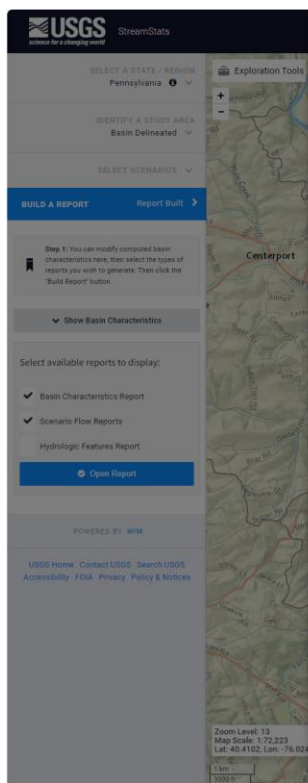 USGS
science for a changing world
StreamStats
SELECT A STATE / REGION
Pennsylvania
IDENTIFY A STUDY AREA
Basin Delineated
SELECT SCENARIOS
BUILD A REPORT
Report Built
Step 1: You can modify computed basin
characteristics here, then select the types of
reports you wish to generate. Then click the
"Build Report" button
Show Basin Characteristics
Select available reports to display:
Basin Characteristics Report
Scenario Flow Reports
Hydrologic Features Report
Open Report
POWERED BY WIM
USGS Home Contact USGS Search USGS
Accessibility FOIA Privacy Policy & Notices
Exploration Tools
+
−
Centerport
Zoom Level: 13
Map Scale: 1:72,223
Lat: 40.4102, Lon: -76.024
1 km
3000 ft